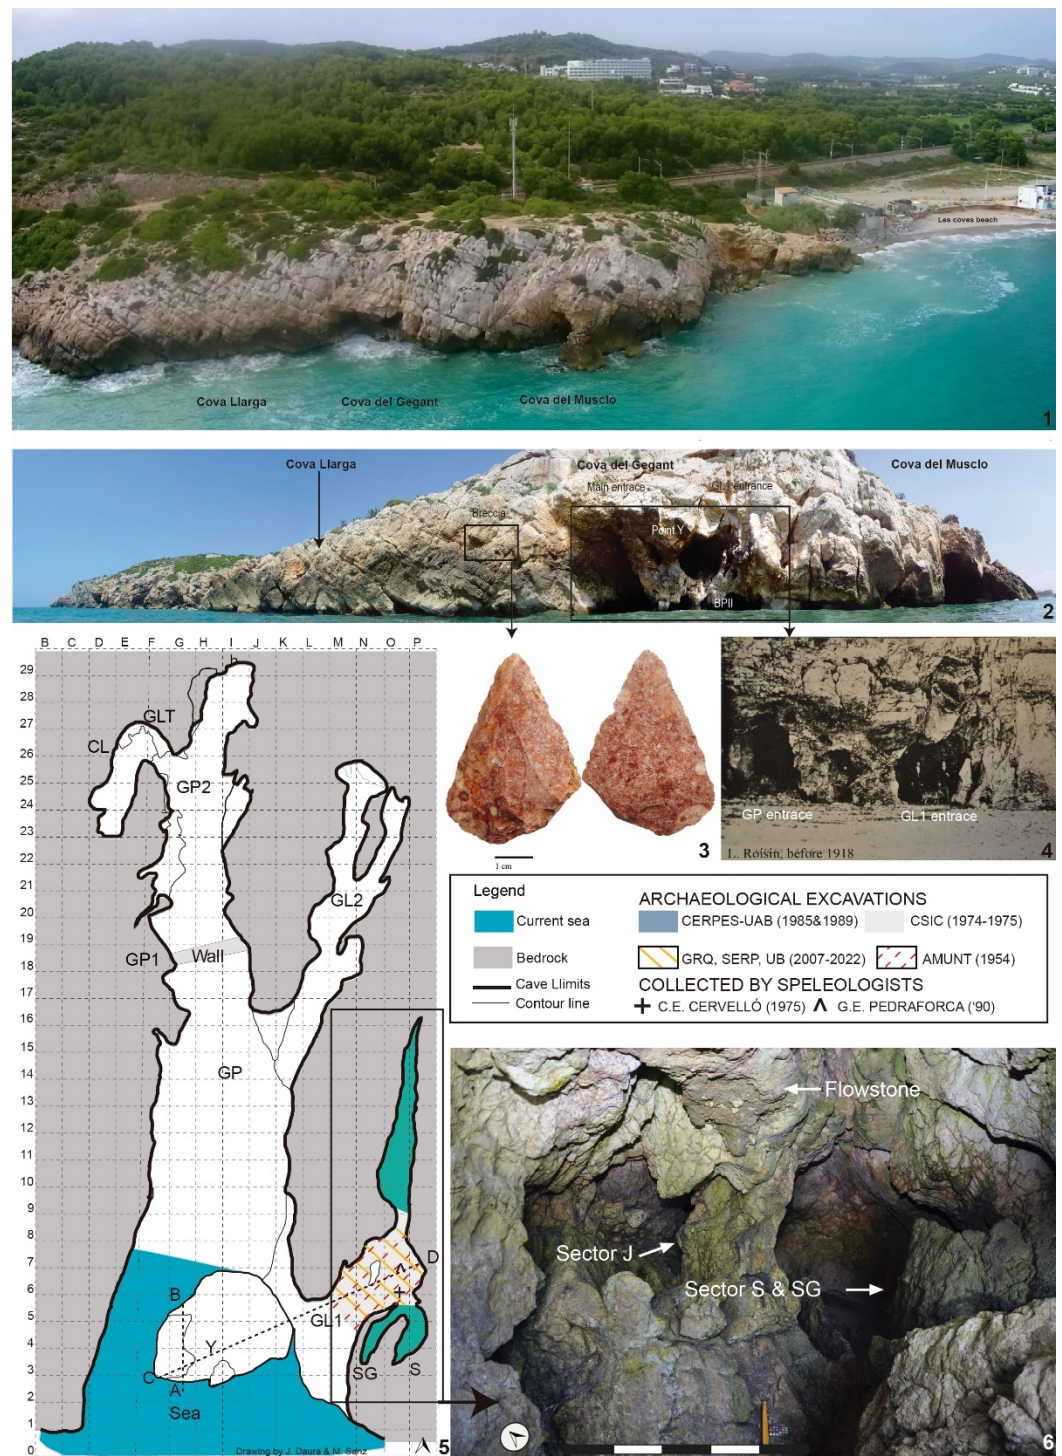 Les coves beach
Cova Llarga
Cova del Gegant
Cova del Musclo
1
Cova Llarga
Cova del Gegant
Cova del Musclo
Main entrace
GL1 entrance
Breccia
Point Y
BPII
2
B C D E F G H I J K L M N O P
29
28
27
26
25
24
23
22
21
20
19
18
17
16
15
14
13
12
11
10
9
8
7
6
5
4
3
2
1
0
GLT
CL
GP2
GL2
GP1
Wall
GP
D
B
GL1
Y
C
A
SG
S
Sea
Drawing by J. Daura & M. Sanz
5
1 cm
3
GP entrace
GL1 entrace
L. Roisin, before 1918
4
Legend
Current sea
Bedrock
Cave Llimits
Contour line
ARCHAEOLOGICAL EXCAVATIONS
CERPES-UAB (1985&1989)
CSIC (1974-1975)
GRQ, SERP, UB (2007-2022)
AMUNT (1954)
COLLECTED BY SPELEOLOGISTS
C.E. CERVELLÓ (1975)
G.E. PEDRAFORCA ('90)
Flowstone
Sector J
Sector S & SG
6